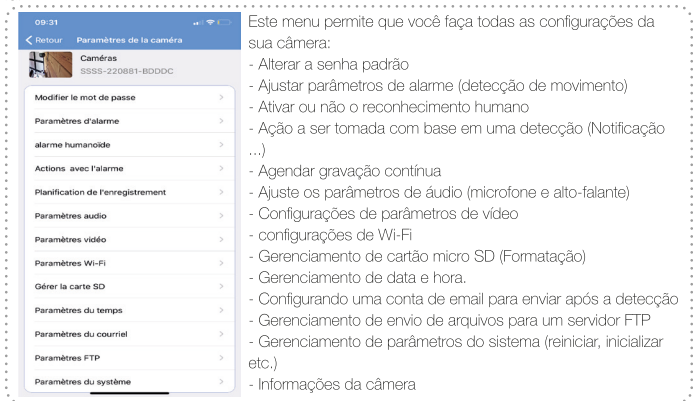 09:31
Retour Paramètres de la caméra
Caméras
SSSS-220881-BDDDC
Modifier le mot de passe
Paramètres d'alarme
alarme humanoïde
Actions avec l'alarme
Planification de l'enregistrement
Paramètres audio
Paramètres vidéo
Paramètres Wi-Fi
Gérer la carte SD
Paramètres du temps
Paramètres du courriel
Paramètres FTP
Paramètres du système
Este menu permite que você faça todas as configurações da
sua câmera:
- Alterar a senha padrão
- Ajustar parâmetros de alarme (detecção de movimento)
- Ativar ou não o reconhecimento humano
- Ação a ser tomada com base em uma detecção (Notificação
...)
- Agendar gravação contínua
- Ajuste os parâmetros de áudio (microfone e alto-falante)
- Configurações de parâmetros de vídeo
- configurações de Wi-Fi
- Gerenciamento de cartão micro SD (Formatação)
- Gerenciamento de data e hora.
- Configurando uma conta de email para enviar após a detecção
- Gerenciamento de envio de arquivos para um servidor FTP
- Gerenciamento de parâmetros do sistema (reiniciar, inicializar
etc.)
- Informações da câmera